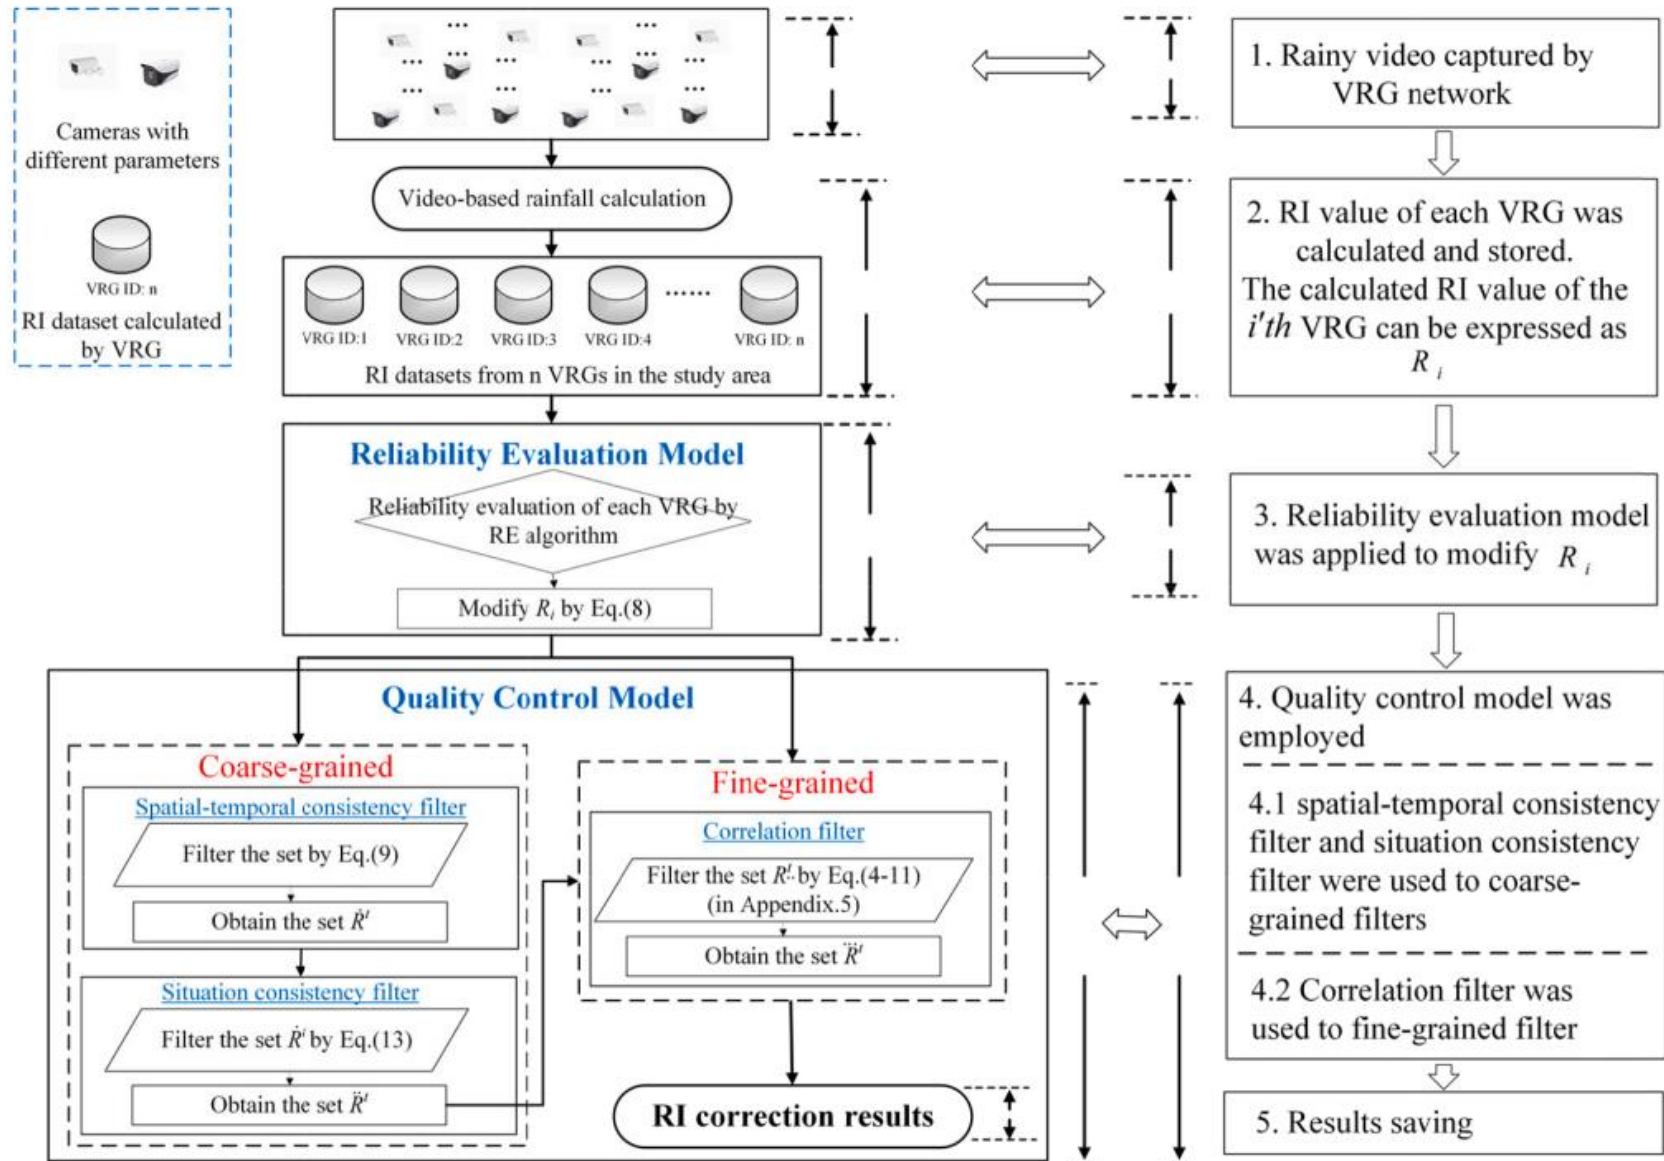 Cameras with
different parameters
VRG ID: n
RI dataset calculated
by VRG
Video-based rainfall calculation
VRG ID:1
VRG ID:2
VRG ID:3
VRG ID:4
......
VRG ID: n
RI datasets from n VRGs in the study area
Reliability Evaluation Model
Reliability evaluation of each VRG by
RE algorithm
Modify R_i by Eq.(8)
Quality Control Model
Coarse-grained
Spatial-temporal consistency filter
Filter the set by Eq.(9)
Obtain the set Ṙᵗ
Situation consistency filter
Filter the set Ṙᵗ by Eq.(13)
Obtain the set R̈ᵗ
Fine-grained
Correlation filter
Filter the set by Eq.(4-11)
(in Appendix.5)
Obtain the set R⃛ᵗ
RI correction results
1. Rainy video captured by
VRG network
2. RI value of each VRG was
calculated and stored.
The calculated RI value of the
i'th VRG can be expressed as
R_i
3. Reliability evaluation model
was applied to modify R_i
4. Quality control model was
employed
4.1 spatial-temporal consistency
filter and situation consistency
filter were used to coarse-
grained filters
4.2 Correlation filter was
used to fine-grained filter
5. Results saving